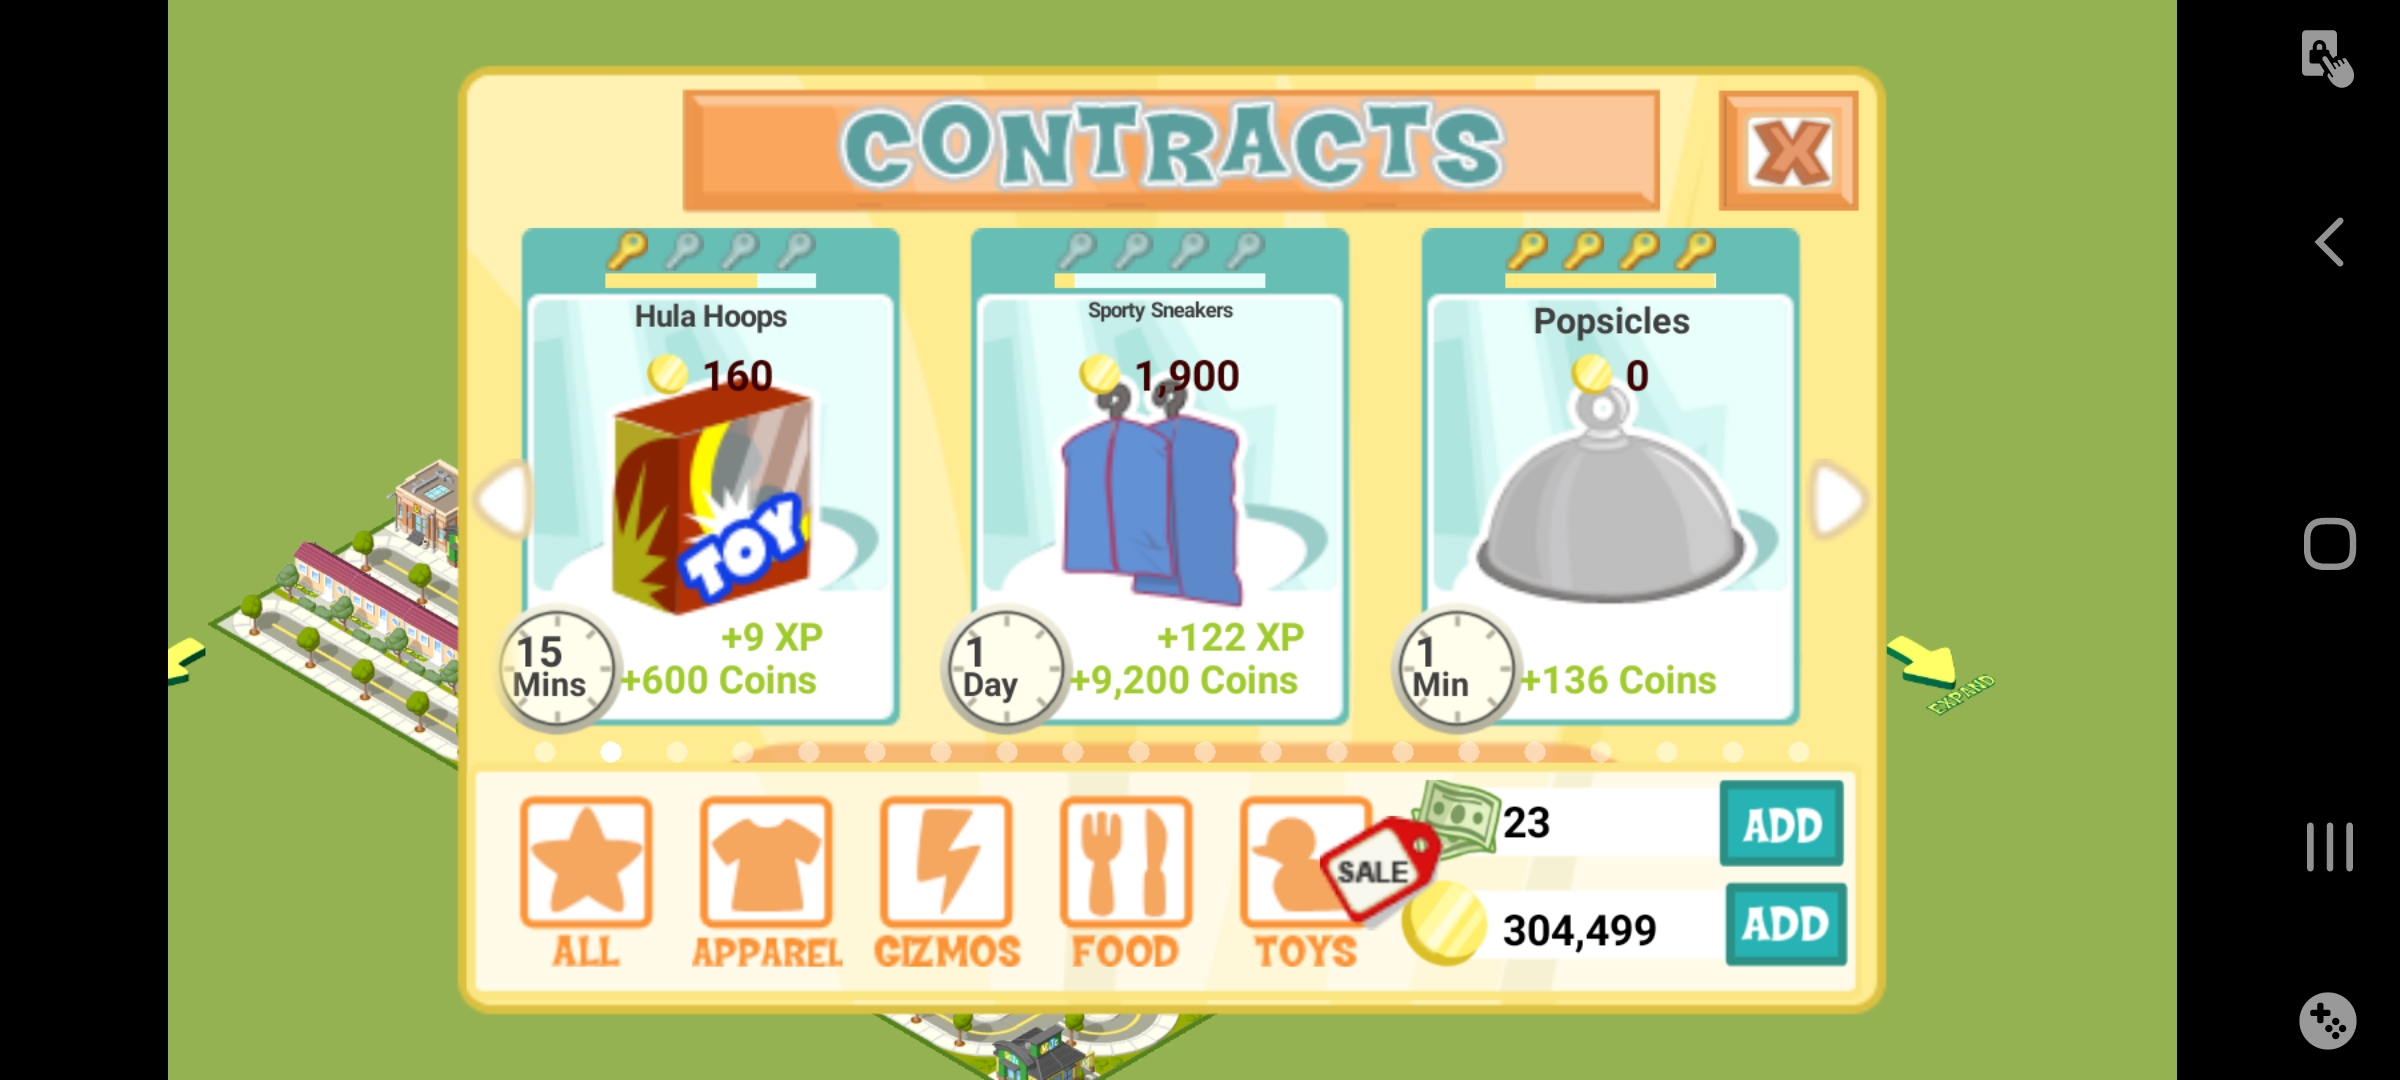 CONTRACTS
X
Hula Hoops
160
TOY
15
Mins
+9 XP
+600 Coins
Sporty Sneakers
1,900
1
Day
+122 XP
+9,200 Coins
Popsicles
0
1
Min
+136 Coins
EXPAND
ALL
APPAREL
GIZMOS
FOOD
TOYS
SALE
23
ADD
304,499
ADD